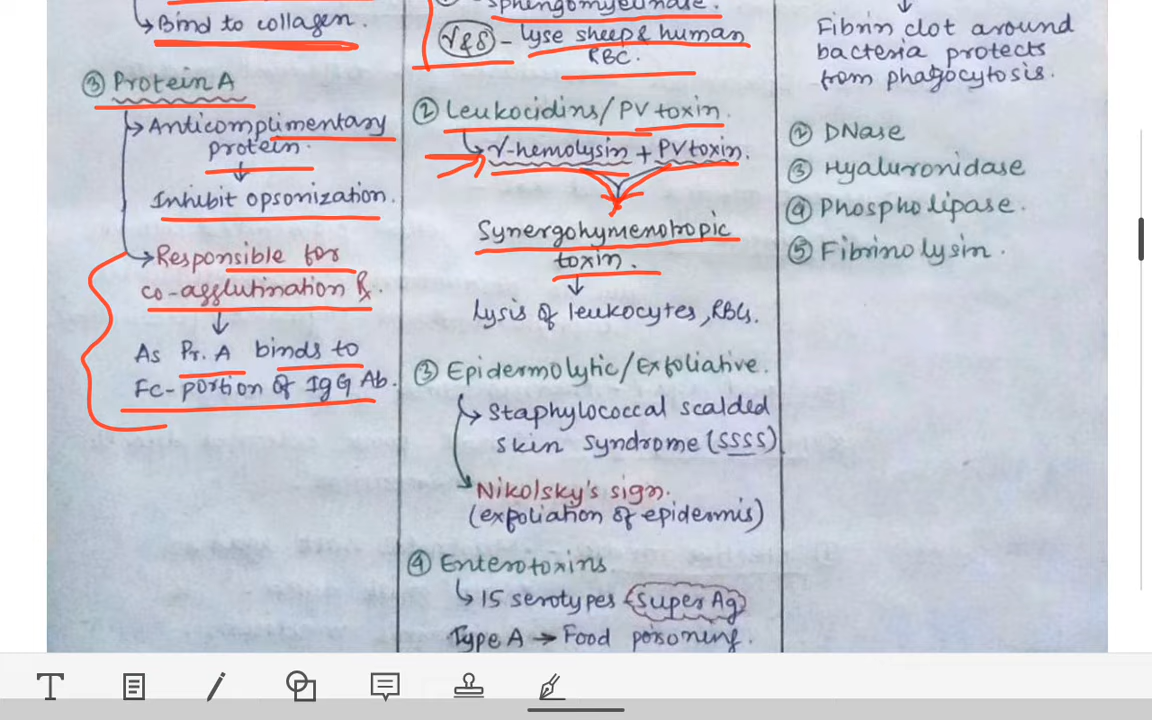 ↳ Bind to collagen
③ Protein A
↳ Anticomplimentary
protein.
↓
Inhibit opsonization.
↳ Responsible for
co-agglutination Rx.
↓
As Pr. A binds to
Fc-portion of IgG Ab.
sphingomyelinate.
γ & δ - lyse sheep & human
RBC.
② Leukocidins/PV toxin
↳ γ-hemolysin + PV toxin.
Synergohymenotropic
toxin.
↓
lysis of leukocytes, RBCs.
③ Epidermolytic/Exfoliative.
↳ Staphylococcal scalded
skin syndrome (SSSS)
↳ Nikolsky's sign.
(exfoliation of epidermis)
④ Enterotoxins.
↳ 15 serotypes (Super Ag)
Type A → Food poisoning.
↓
Fibrin clot around
bacteria protects
from phagocytosis.
② DNase
③ Hyaluronidase
④ Phospholipase.
⑤ Fibrinolysin.
T